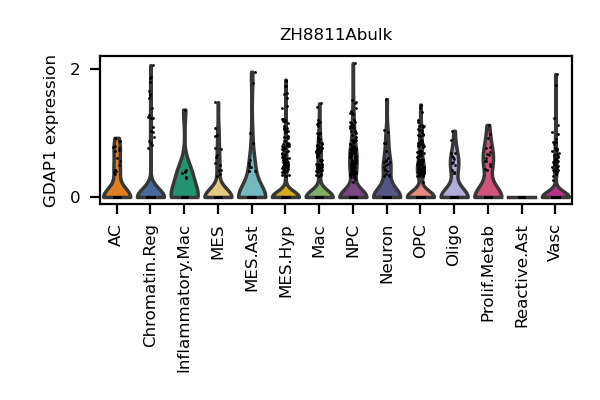 ZH8811Abulk
GDAP1 expression
2
0
AC
Chromatin.Reg
Inflammatory.Mac
MES
MES.Ast
MES.Hyp
Mac
NPC
Neuron
OPC
Oligo
Prolif.Metab
Reactive.Ast
Vasc